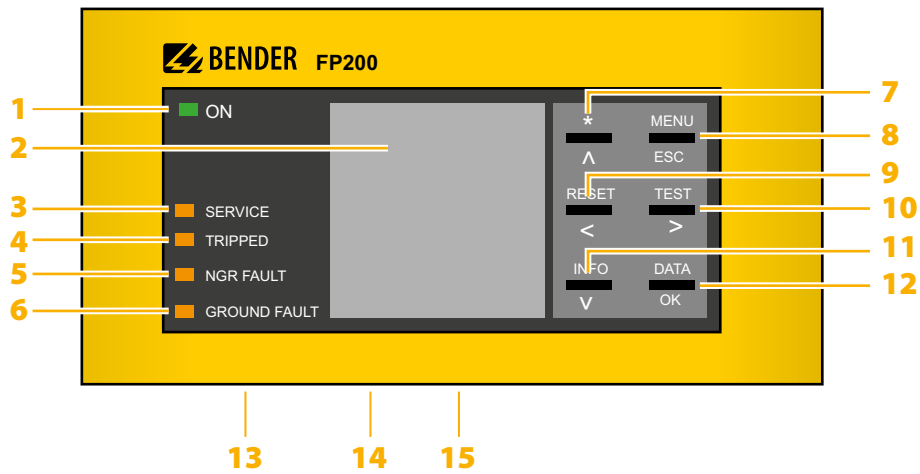 BENDER FP200
1
ON
2
3
SERVICE
4
TRIPPED
5
NGR FAULT
6
GROUND FAULT
*
MENU
^
ESC
RESET
TEST
<
>
INFO
DATA
v
OK
7
8
9
10
11
12
13 14 15